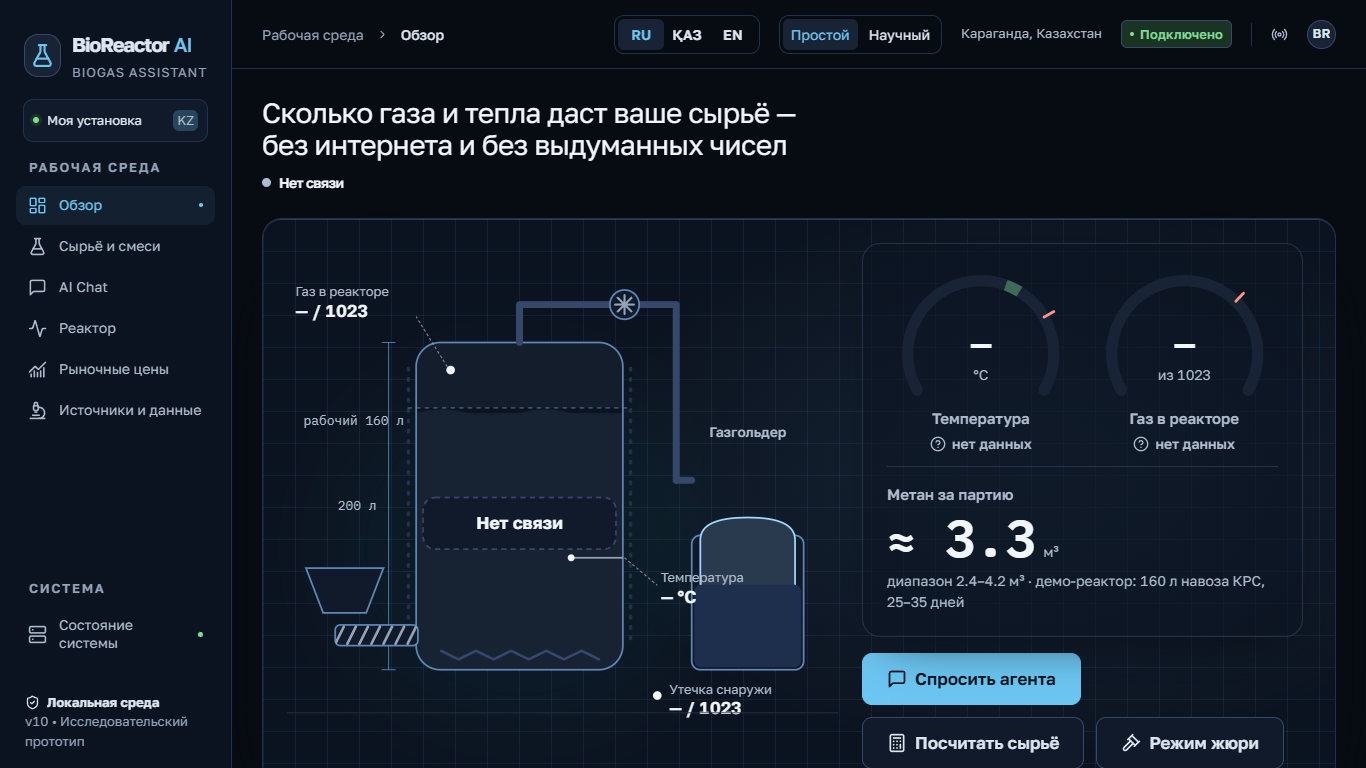 BioReactor AI
BIOGAS ASSISTANT
Моя установка KZ
РАБОЧАЯ СРЕДА
Обзор
Сырьё и смеси
AI Chat
Реактор
Рыночные цены
Источники и данные
СИСТЕМА
Состояние
системы
Локальная среда
v10 • Исследовательский
прототип
Рабочая среда > Обзор
RU ҚАЗ EN
Простой Научный
Караганда, Казахстан
Подключено
BR
Сколько газа и тепла даст ваше сырьё —
без интернета и без выдуманных чисел
Нет связи
Газ в реакторе
— / 1023
рабочий 160 л
200 л
Нет связи
Газгольдер
Температура
— °C
Утечка снаружи
— / 1023
—
°C
Температура
? нет данных
—
из 1023
Газ в реакторе
? нет данных
Метан за партию
≈ 3.3 м³
диапазон 2.4–4.2 м³ · демо-реактор: 160 л навоза КРС,
25–35 дней
Спросить агента
Посчитать сырьё
Режим жюри